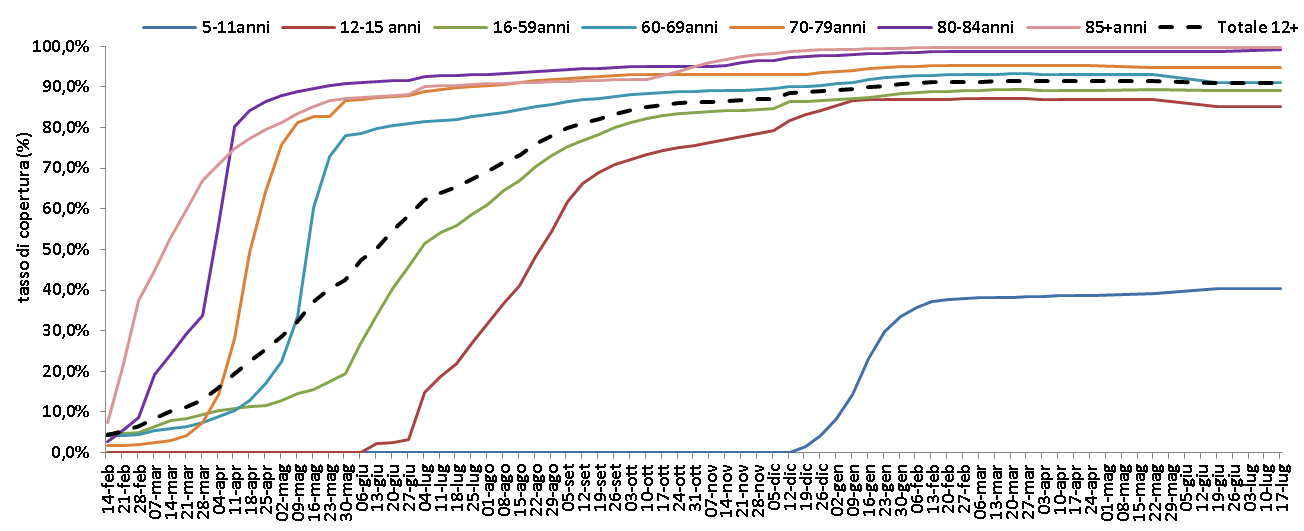 5-11anni
12-15 anni
16-59anni
60-69anni
70-79anni
80-84anni
85+anni
Totale 12+
tasso di copertura (%)
100,0%
90,0%
80,0%
70,0%
60,0%
50,0%
40,0%
30,0%
20,0%
10,0%
0,0%
14-feb
21-feb
28-feb
07-mar
14-mar
21-mar
28-mar
04-apr
11-apr
18-apr
25-apr
02-mag
09-mag
16-mag
23-mag
30-mag
06-giu
13-giu
20-giu
27-giu
04-lug
11-lug
18-lug
25-lug
01-ago
08-ago
15-ago
22-ago
29-ago
05-set
12-set
19-set
26-set
03-ott
10-ott
17-ott
24-ott
31-ott
07-nov
14-nov
21-nov
28-nov
05-dic
12-dic
19-dic
26-dic
02-gen
09-gen
16-gen
23-gen
30-gen
06-feb
13-feb
20-feb
27-feb
06-mar
13-mar
20-mar
27-mar
03-apr
10-apr
17-apr
24-apr
01-mag
08-mag
15-mag
22-mag
29-mag
05-giu
12-giu
19-giu
26-giu
03-lug
10-lug
17-lug